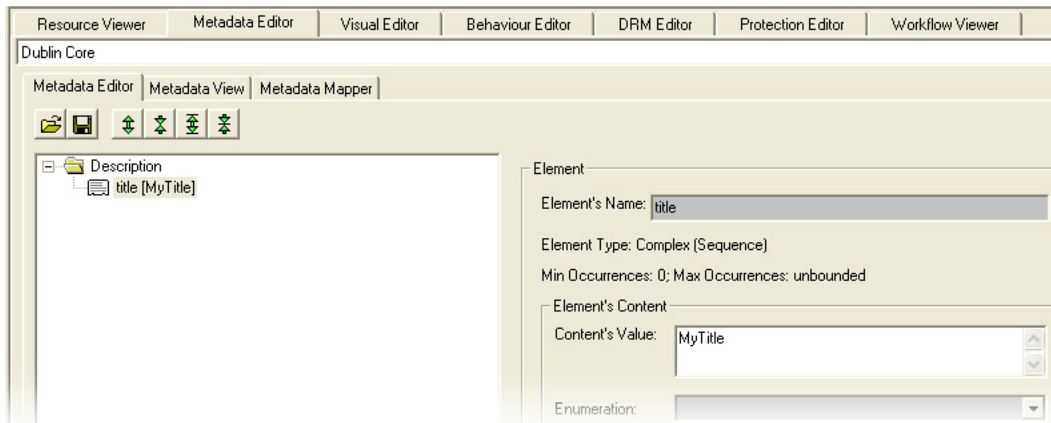 Resource Viewer Metadata Editor Visual Editor Behaviour Editor DRM Editor Protection Editor Workflow Viewer
Dublin Core
Metadata Editor Metadata View Metadata Mapper
Description
title [MyTitle]
Element
Element's Name: title
Element Type: Complex (Sequence)
Min Occurrences: 0; Max Occurrences: unbounded
Element's Content
Content's Value: MyTitle
Enumeration: